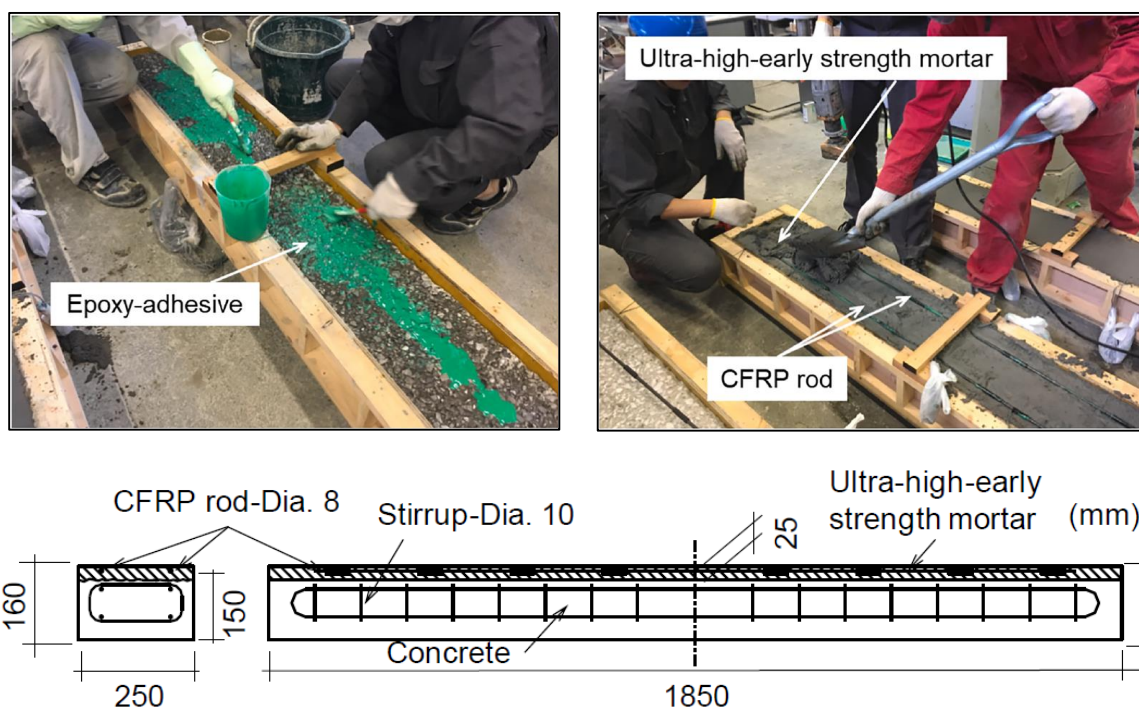 Ultra-high-early strength mortar
Epoxy-adhesive
CFRP rod
CFRP rod-Dia. 8
Stirrup-Dia. 10
Ultra-high-early
strength mortar
(mm)
25
160
150
Concrete
250
1850